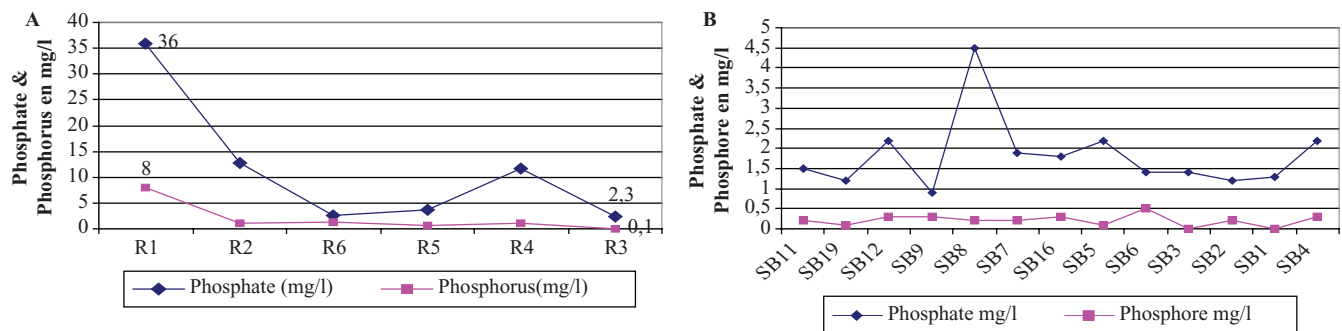 A
Phosphate &
Phosphorus en mg/l
40
35
30
25
20
15
10
5
0
36
8
2,3
0,1
R1 R2 R6 R5 R4 R3
Phosphate (mg/l) Phosphorus(mg/l)
B
Phosphate &
Phosphore en mg/l
5
4,5
4
3,5
3
2,5
2
1,5
1
0,5
0
SB11 SB19 SB12 SB9 SB8 SB7 SB16 SB5 SB6 SB3 SB2 SB1 SB4
Phosphate mg/l Phosphore mg/l